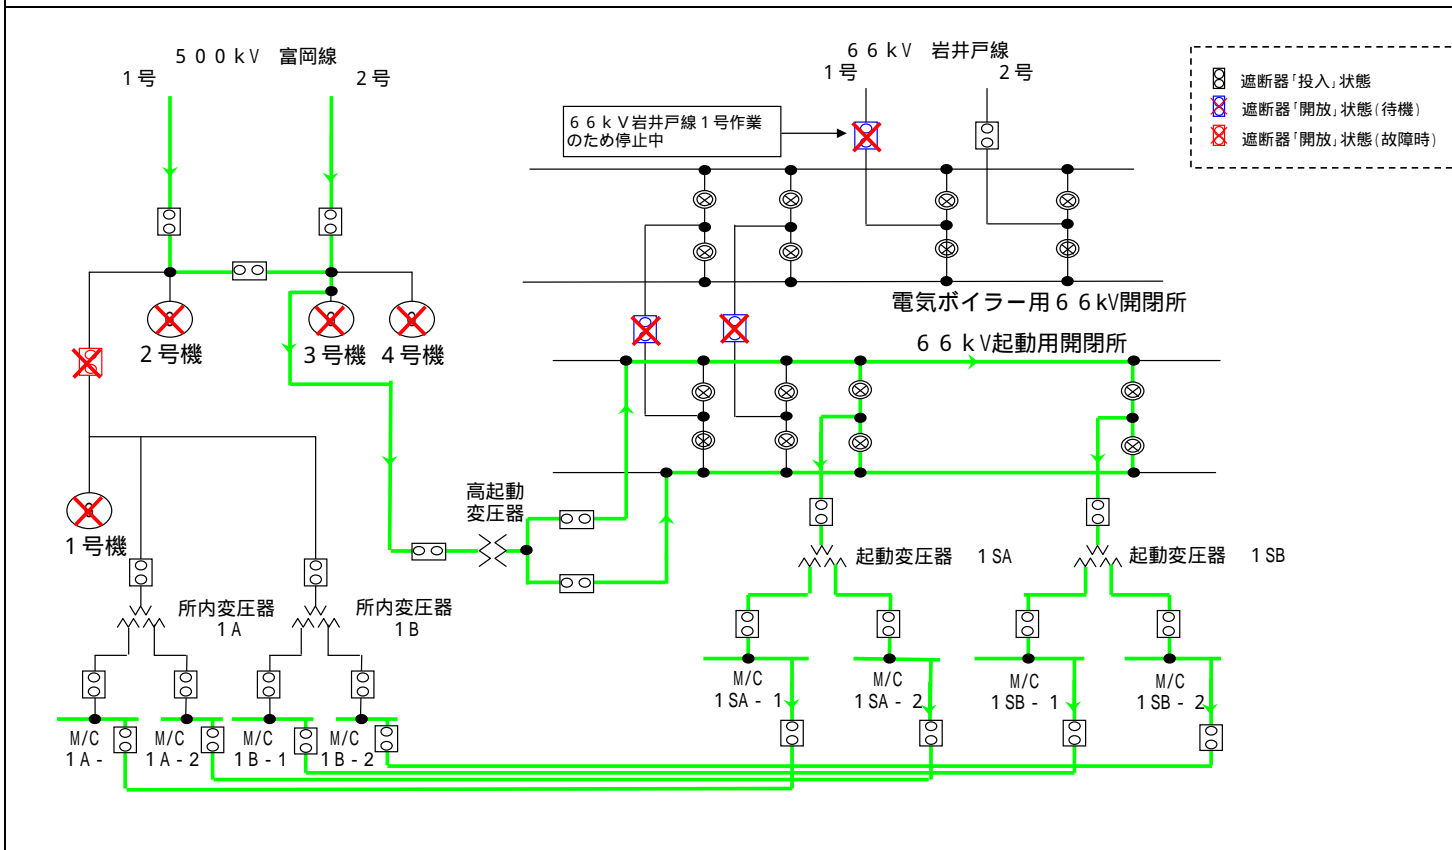 500kV 富岡線
1号
2号
66kV 岩井戸線
1号
2号
66kV岩井戸線1号作業
のため停止中
遮断器「投入」状態
遮断器「開放」状態(待機)
遮断器「開放」状態(故障時)
電気ボイラー用66kV開閉所
66kV起動用開閉所
2号機
3号機
4号機
1号機
高起動
変圧器
起動変圧器 1SA
起動変圧器 1SB
所内変圧器
1A
所内変圧器
1B
M/C
1SA-1
M/C
1SA-2
M/C
1SB-1
M/C
1SB-2
M/C
1A-
M/C
1A-2
M/C
1B-1
M/C
1B-2